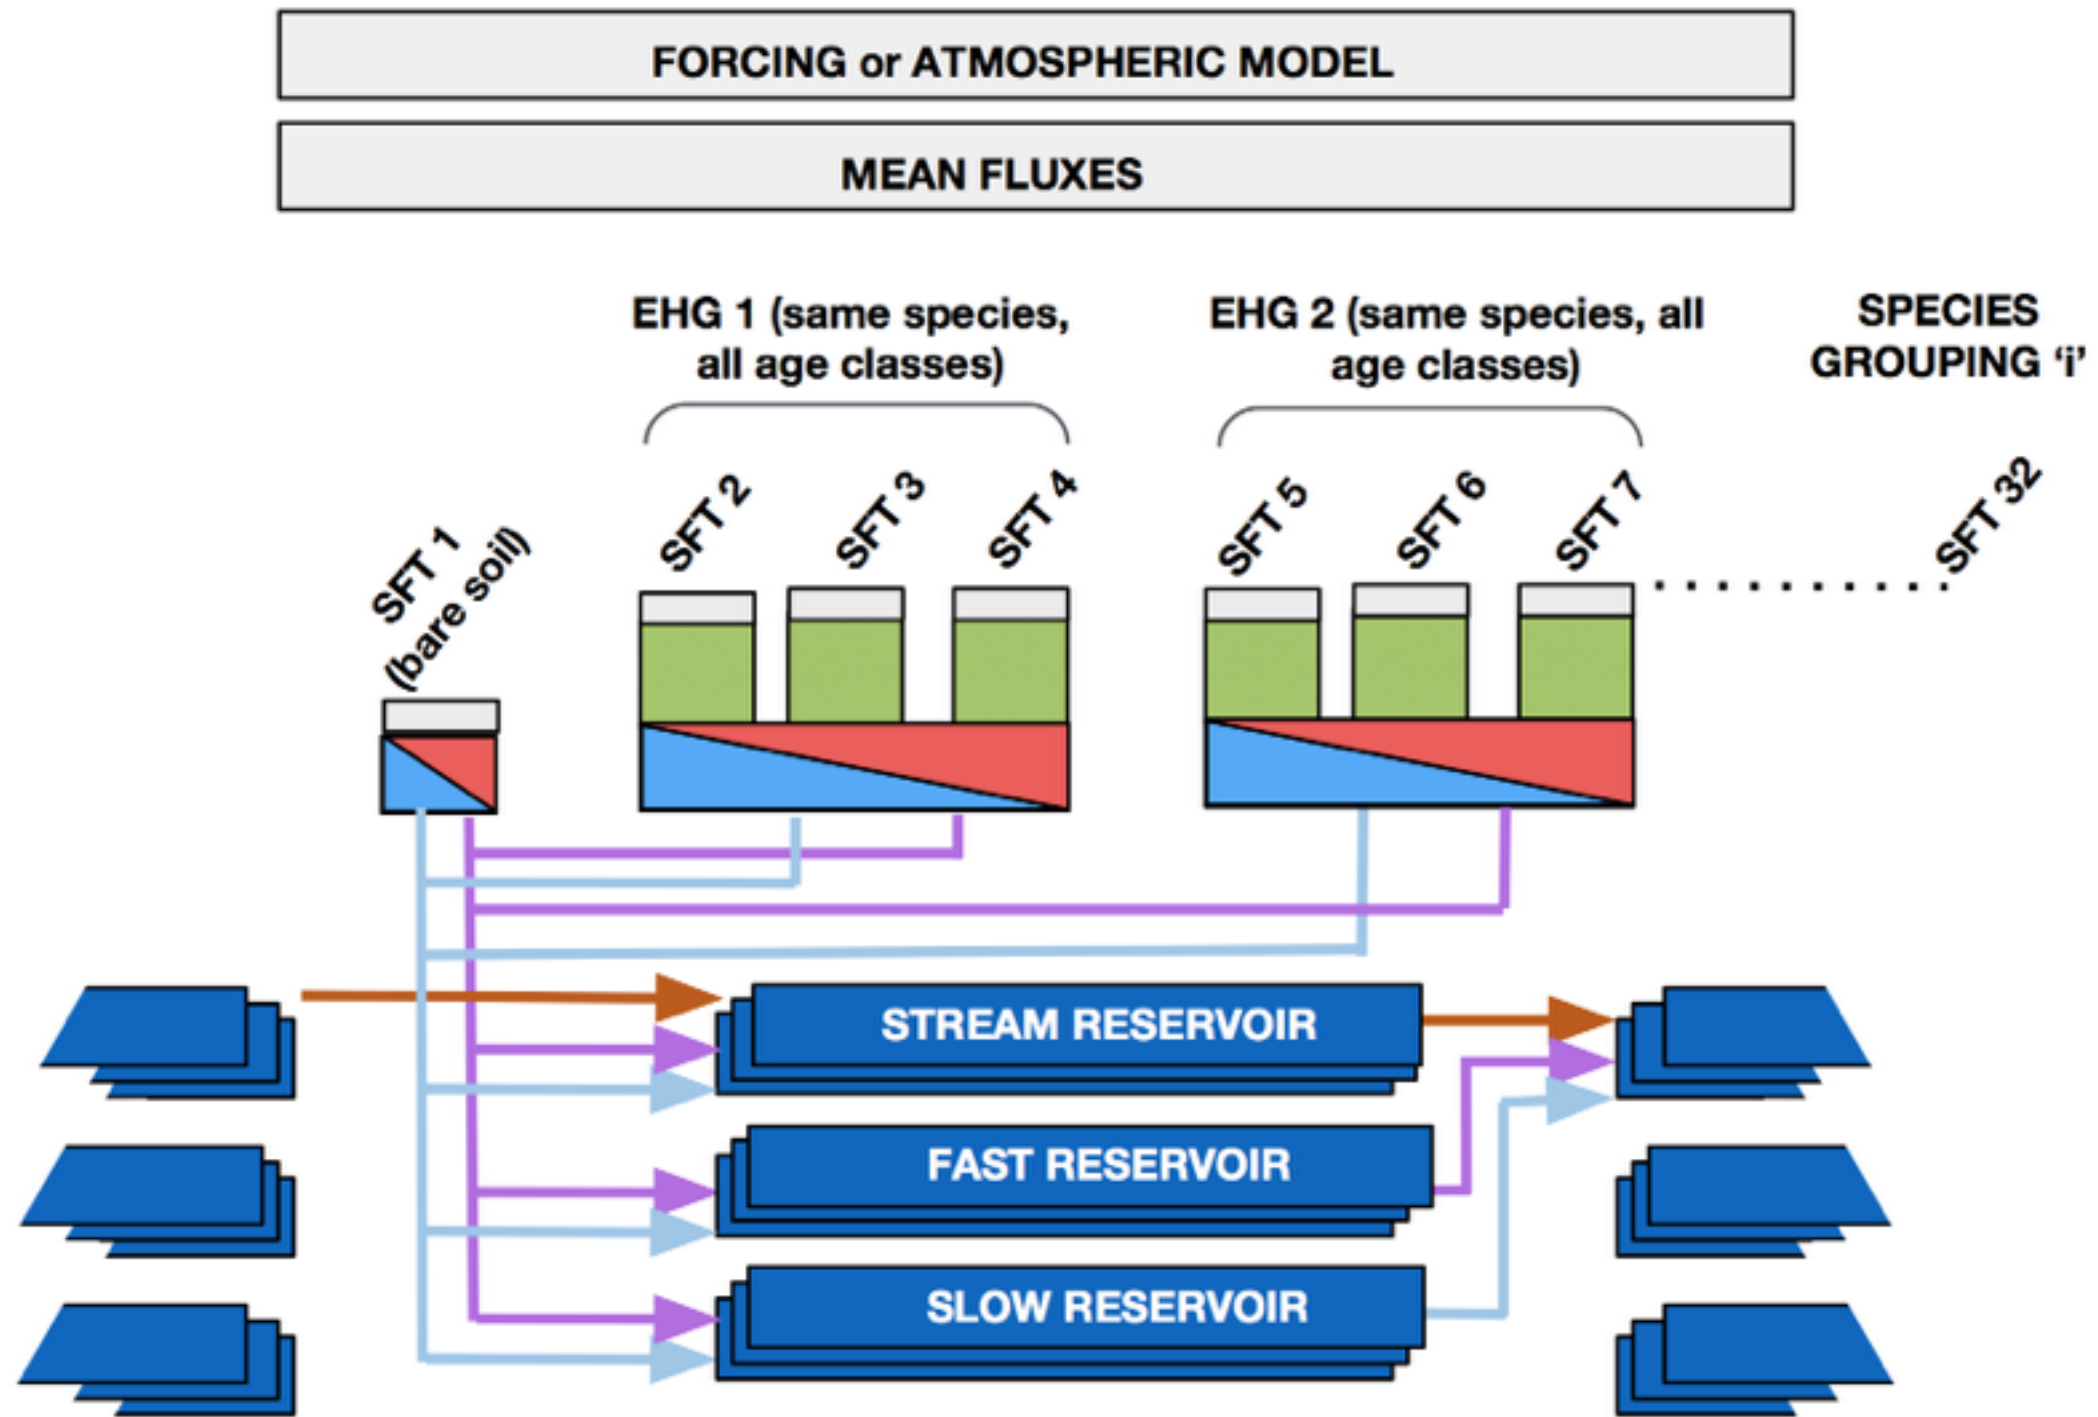 FORCING or ATMOSPHERIC MODEL
MEAN FLUXES
EHG 1 (same species,
all age classes)
EHG 2 (same species, all
age classes)
SPECIES
GROUPING ‘i’
SFT 1
(bare soil)
SFT 2
SFT 3
SFT 4
SFT 5
SFT 6
SFT 7
SFT 32
STREAM RESERVOIR
FAST RESERVOIR
SLOW RESERVOIR